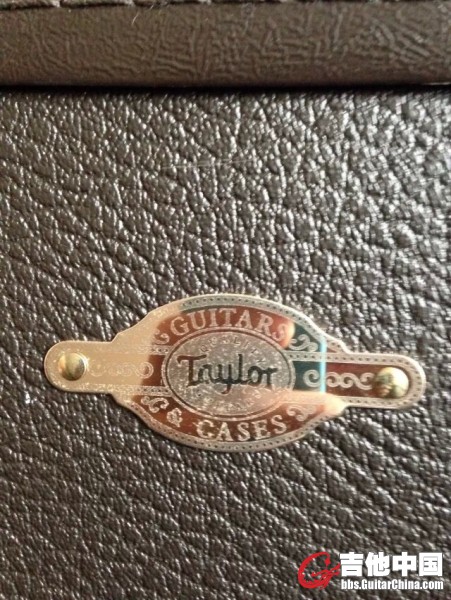 GUITARS
Taylor
& CASES
吉他中国
bbs.GuitarChina.com